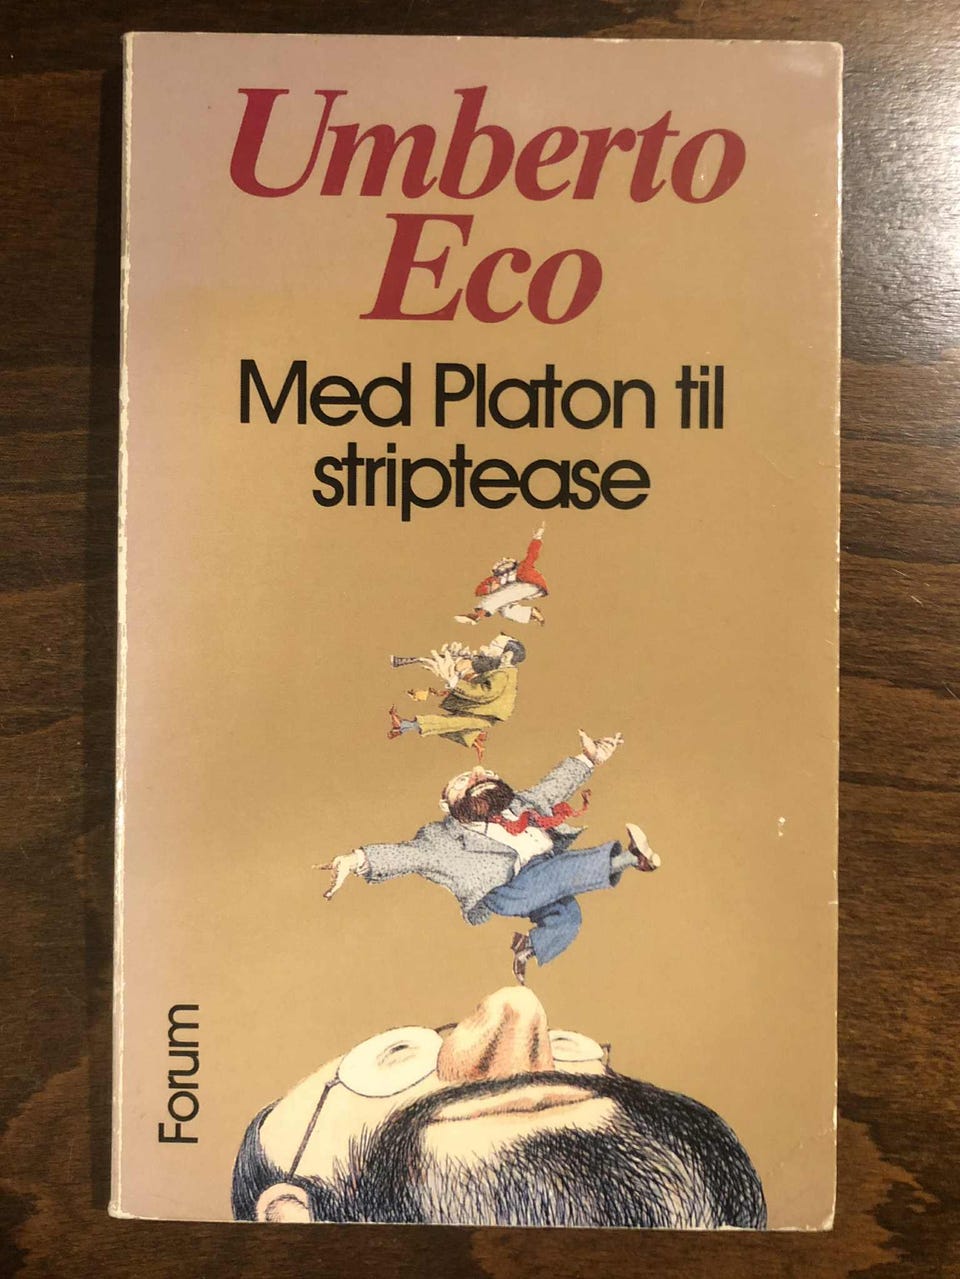 Umberto
Eco
Med Platon til
striptease
Forum